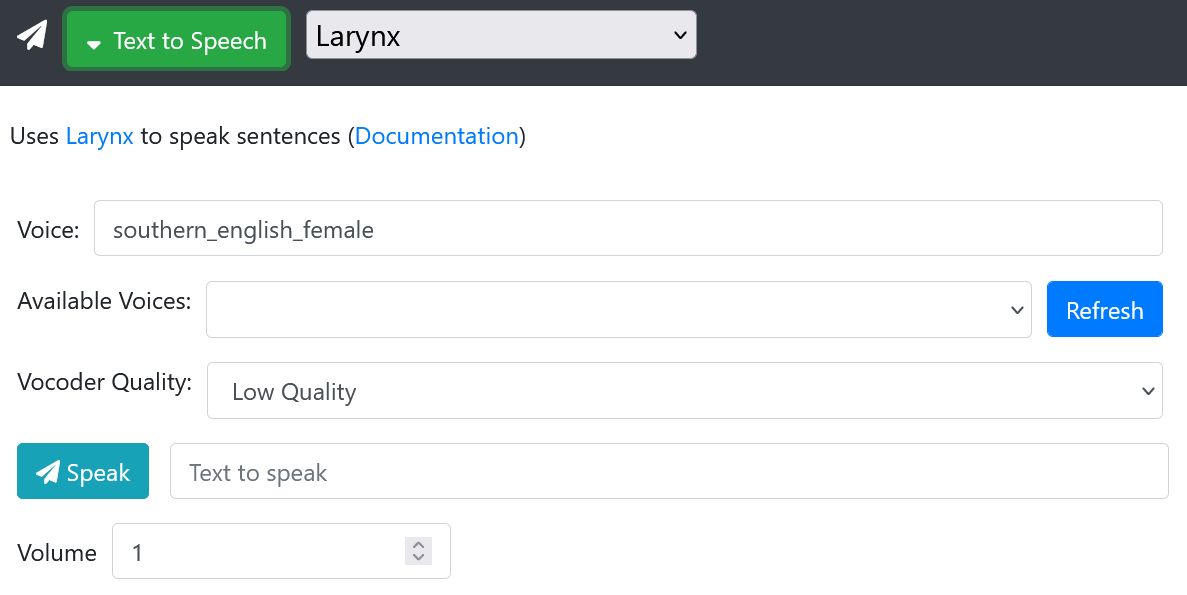 Text to Speech Larynx
Uses Larynx to speak sentences (Documentation)
Voice: southern_english_female
Available Voices: Refresh
Vocoder Quality: Low Quality
Speak Text to speak
Volume 1